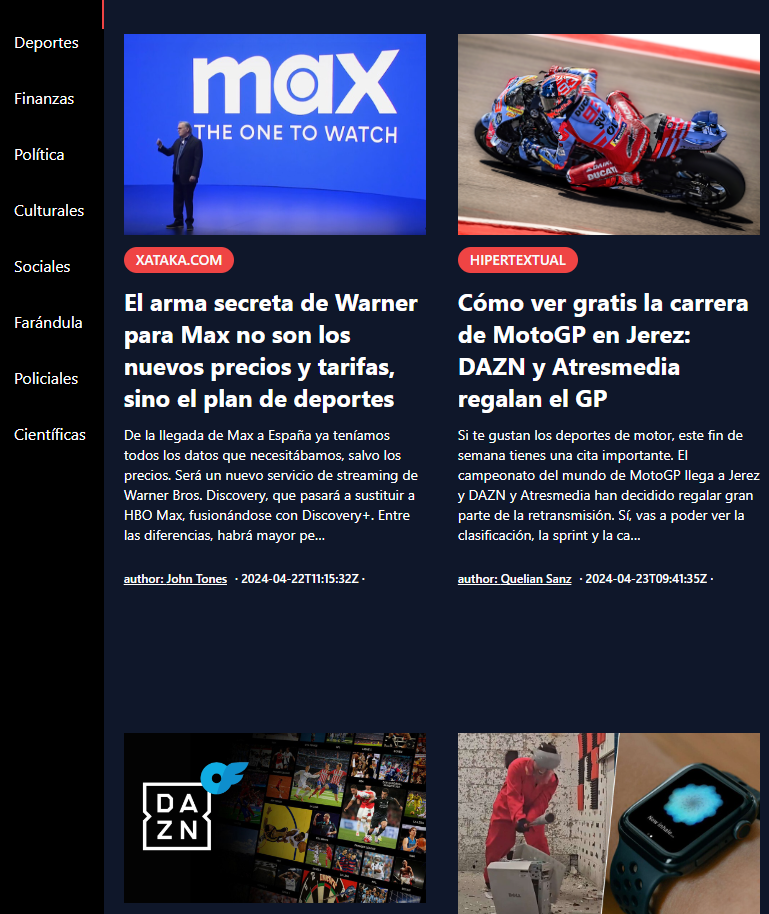 Deportes
Finanzas
Política
Culturales
Sociales
Farándula
Policiales
Científicas
max
THE ONE TO WATCH
XATAKA.COM
El arma secreta de Warner
para Max no son los
nuevos precios y tarifas,
sino el plan de deportes
De la llegada de Max a España ya teníamos
todos los datos que necesitábamos, salvo los
precios. Será un nuevo servicio de streaming de
Warner Bros. Discovery, que pasará a sustituir a
HBO Max, fusionándose con Discovery+. Entre
las diferencias, habrá mayor pe...
author: John Tones · 2024-04-22T11:15:32Z ·
93
DUCATI
HIPERTEXTUAL
Cómo ver gratis la carrera
de MotoGP en Jerez:
DAZN y Atresmedia
regalan el GP
Si te gustan los deportes de motor, este fin de
semana tienes una cita importante. El
campeonato del mundo de MotoGP llega a Jerez
y DAZN y Atresmedia han decidido regalar gran
parte de la retransmisión. Sí, vas a poder ver la
clasificación, la sprint y la ca...
author: Quelian Sanz · 2024-04-23T09:41:35Z ·
DA
ZN
DELL
Now inhale...